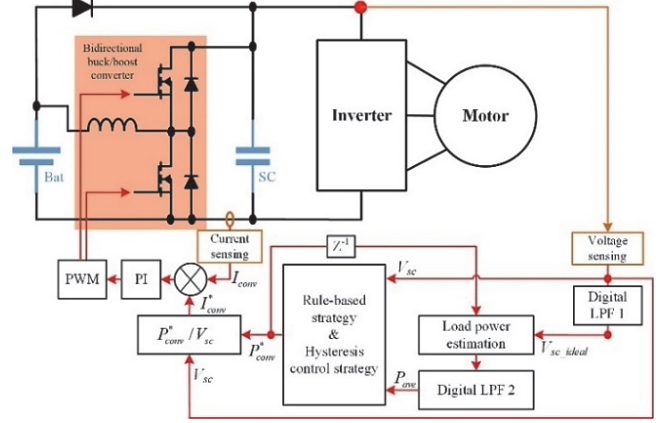 Bidirectional
buck/boost
converter
Bat
SC
Inverter
Motor
Current
sensing
Voltage
sensing
Z⁻¹
PWM
PI
I_conv
I*_conv
V_sc
Digital
LPF 1
P*_conv / V_sc
P*_conv
Rule-based
strategy
&
Hysteresis
control strategy
Load power
estimation
V_sc_ideal
V_sc
P_ave
Digital LPF 2